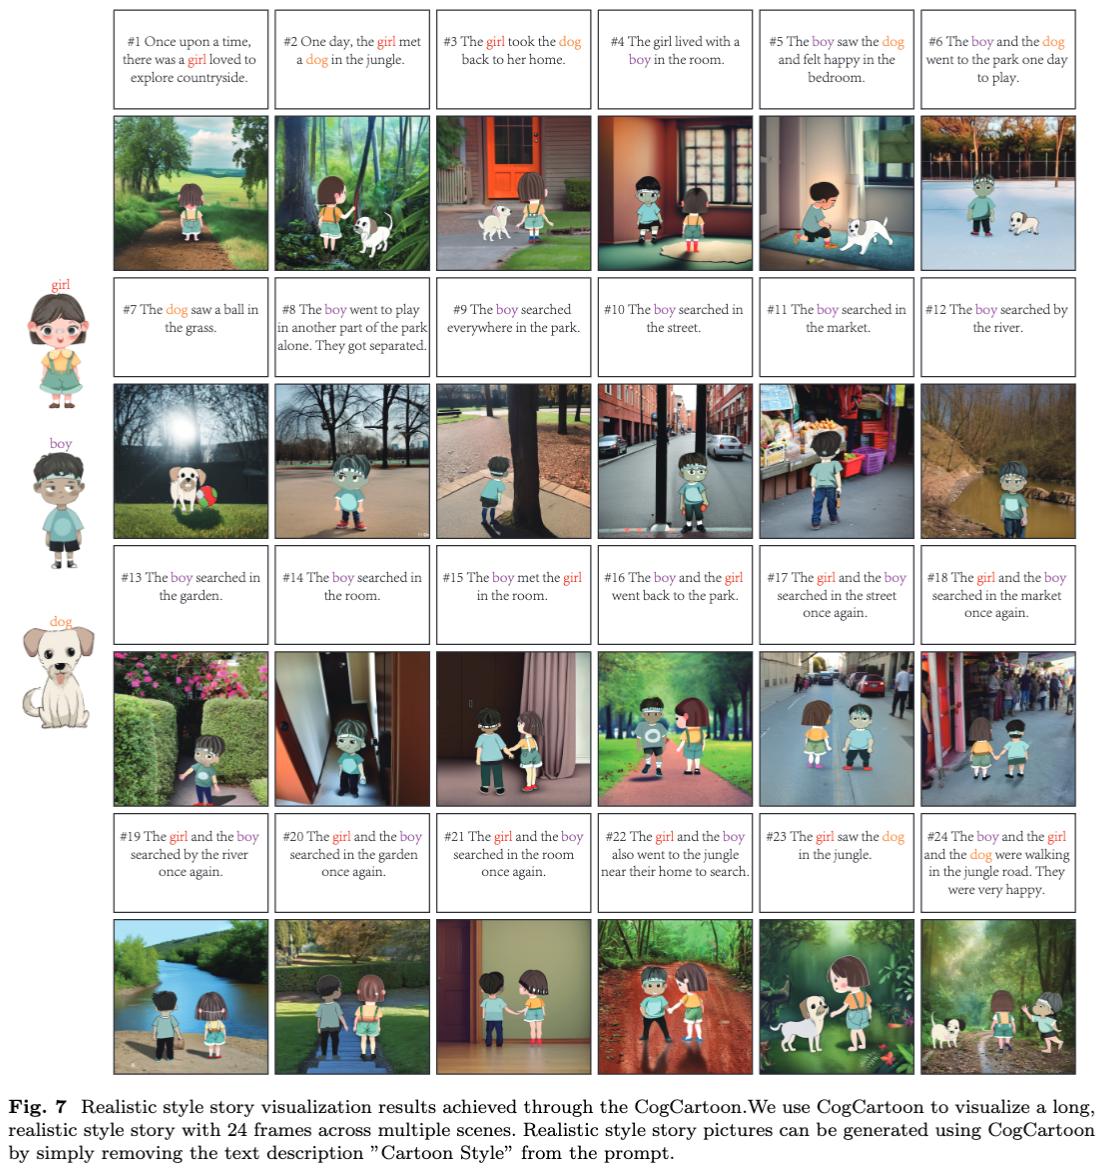 #1 Once upon a time,
there was a girl loved to
explore countryside.
#2 One day, the girl met
a dog in the jungle.
#3 The girl took the dog
back to her home.
#4 The girl lived with a
boy in the room.
#5 The boy saw the dog
and felt happy in the
bedroom.
#6 The boy and the dog
went to the park one day
to play.
girl
#7 The dog saw a ball in
the grass.
#8 The boy went to play
in another part of the park
alone. They got separated.
#9 The boy searched
everywhere in the park.
#10 The boy searched in
the street.
#11 The boy searched in
the market.
#12 The boy searched by
the river.
boy
#13 The boy searched in
the garden.
#14 The boy searched in
the room.
#15 The boy met the girl
in the room.
#16 The boy and the girl
went back to the park.
#17 The girl and the boy
searched in the street
once again.
#18 The girl and the boy
searched in the market
once again.
dog
#19 The girl and the boy
searched by the river
once again.
#20 The girl and the boy
searched in the garden
once again.
#21 The girl and the boy
searched in the room
once again.
#22 The girl and the boy
also went to the jungle
near their home to search.
#23 The girl saw the dog
in the jungle.
#24 The boy and the girl
and the dog were walking
in the jungle road. They
were very happy.
Fig. 7 Realistic style story visualization results achieved through the CogCartoon.We use CogCartoon to visualize a long,
realistic style story with 24 frames across multiple scenes. Realistic style story pictures can be generated using CogCartoon
by simply removing the text description ”Cartoon Style” from the prompt.